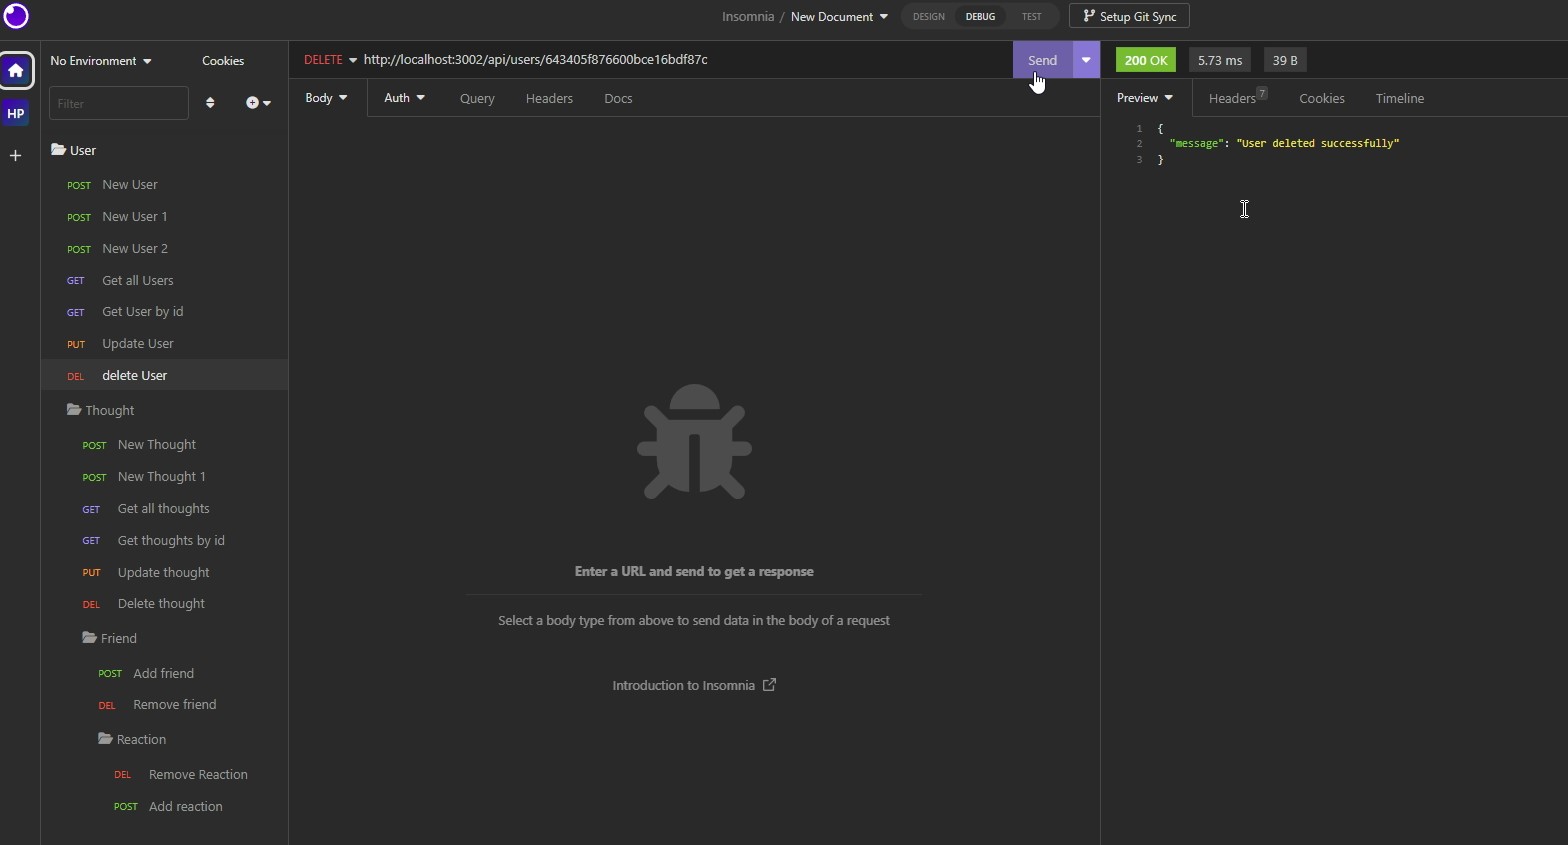 Insomnia / New Document
DESIGN DEBUG TEST
Setup Git Sync
HP
No Environment
Cookies
Filter
User
POST New User
POST New User 1
POST New User 2
GET Get all Users
GET Get User by id
PUT Update User
DEL delete User
Thought
POST New Thought
POST New Thought 1
GET Get all thoughts
GET Get thoughts by id
PUT Update thought
DEL Delete thought
Friend
POST Add friend
DEL Remove friend
Reaction
DEL Remove Reaction
POST Add reaction
DELETE http://localhost:3002/api/users/643405f876600bce16bdf87c
Send
Body Auth Query Headers Docs
Enter a URL and send to get a response
Select a body type from above to send data in the body of a request
Introduction to Insomnia
200 OK 5.73 ms 39 B
Preview Headers 7 Cookies Timeline
1 {
2 "message": "User deleted successfully"
3 }